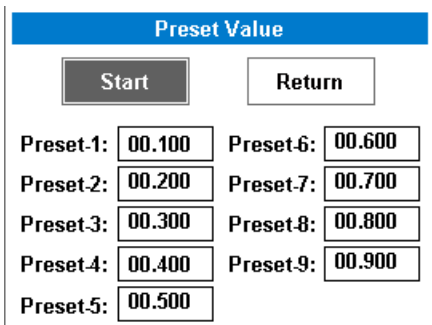 Preset Value
Start Return
Preset-1: 00.100 Preset-6: 00.600
Preset-2: 00.200 Preset-7: 00.700
Preset-3: 00.300 Preset-8: 00.800
Preset-4: 00.400 Preset-9: 00.900
Preset-5: 00.500